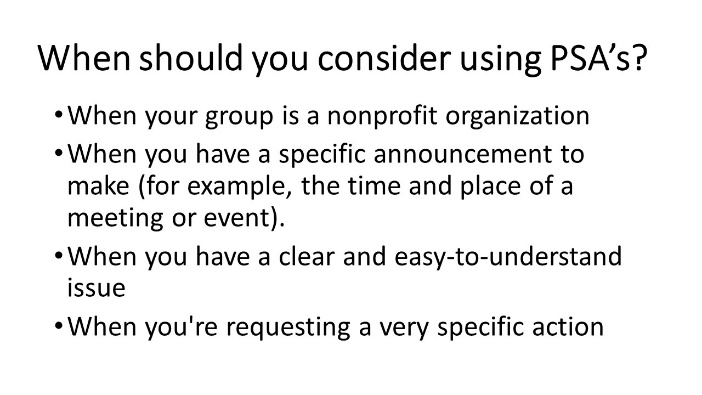 When should you consider using PSA’s?
•When your group is a nonprofit organization
•When you have a specific announcement to
make (for example, the time and place of a
meeting or event).
•When you have a clear and easy-to-understand
issue
•When you're requesting a very specific action